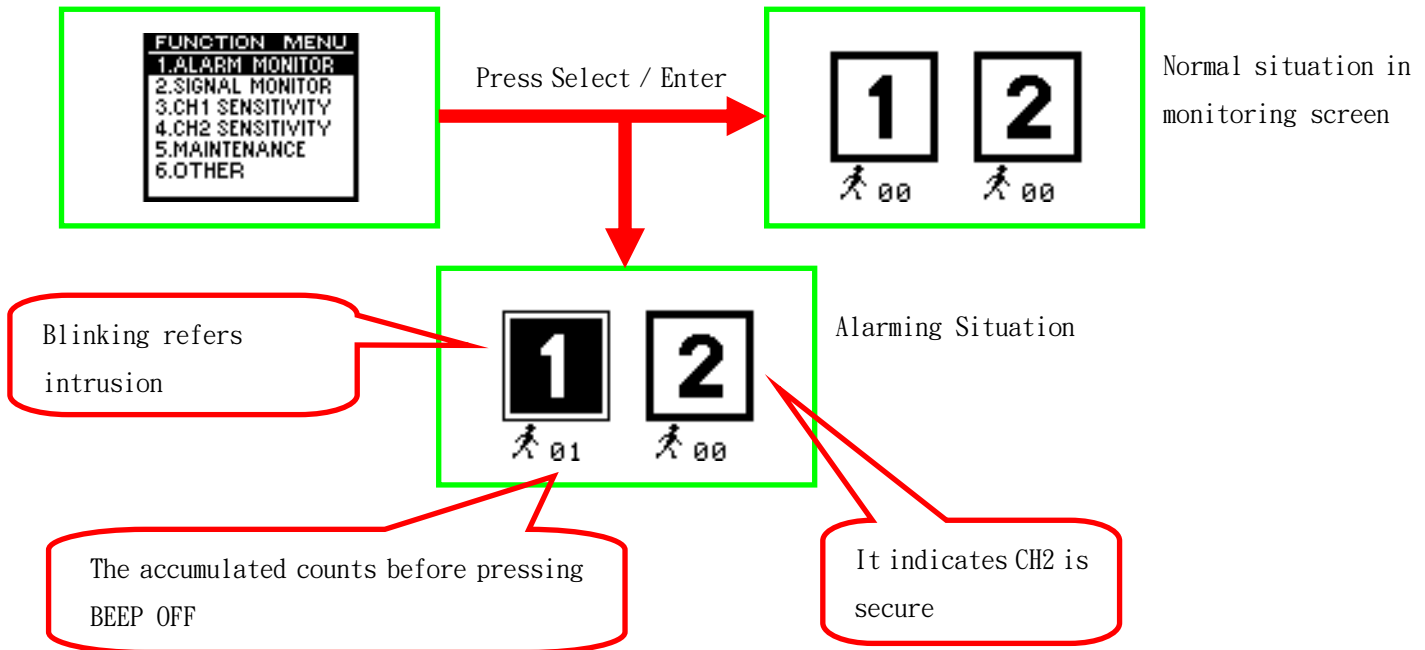 FUNCTION MENU
1.ALARM MONITOR
2.SIGNAL MONITOR
3.CH1 SENSITIVITY
4.CH2 SENSITIVITY
5.MAINTENANCE
6.OTHER
Press Select / Enter
1 2
00 00
Normal situation in
monitoring screen
Blinking refers
intrusion
1 2
01 00
Alarming Situation
The accumulated counts before pressing
BEEP OFF
It indicates CH2 is
secure